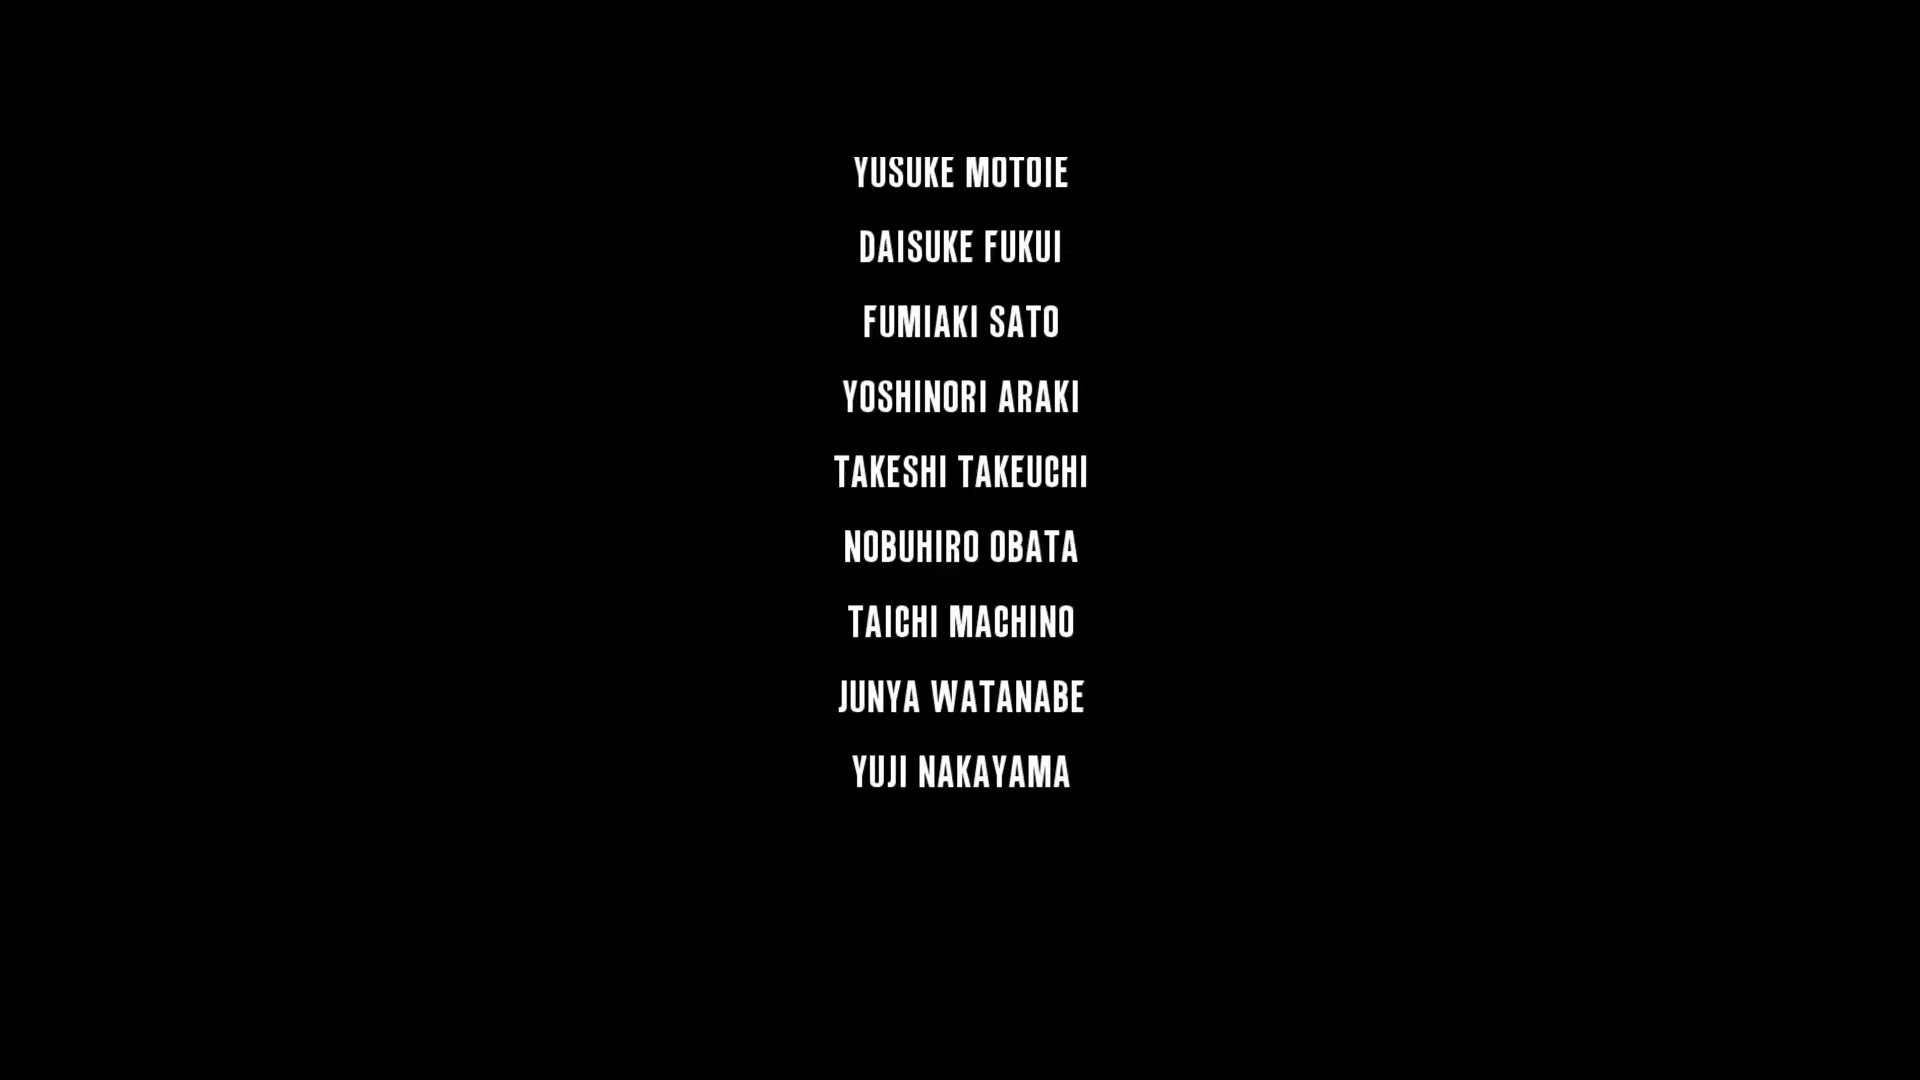 YUSUKE MOTOIE
DAISUKE FUKUI
FUMIAKI SATO
YOSHINORI ARAKI
TAKESHI TAKEUCHI
NOBUHIRO OBATA
TAICHI MACHINO
JUNYA WATANABE
YUJI NAKAYAMA